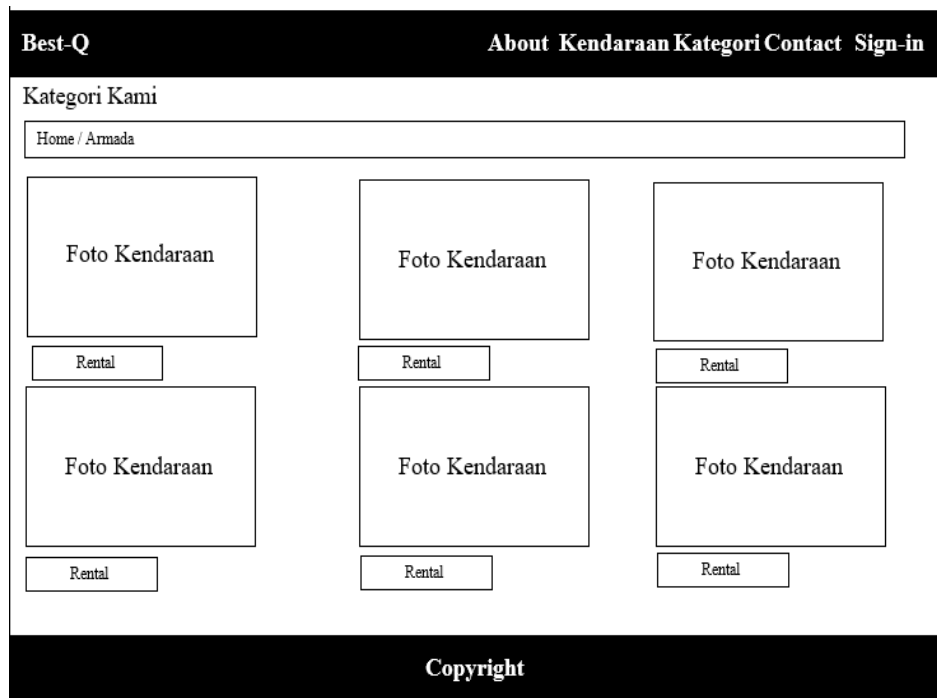 Best-Q About Kendaraan Kategori Contact Sign-in
Kategori Kami
Home / Armada
Foto Kendaraan Foto Kendaraan Foto Kendaraan
Rental Rental Rental
Foto Kendaraan Foto Kendaraan Foto Kendaraan
Rental Rental Rental
Copyright